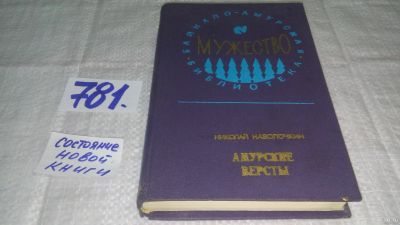 781.
СОСТОЯНИЕ
НОВОЙ
КНИГИ
БАЙКАЛО-АМУРСКАЯ
МУЖЕСТВО
БИБЛИОТЕКА
НИКОЛАЙ НАВОЛОЧКИН
АМУРСКИЕ
ВЕРСТЫ